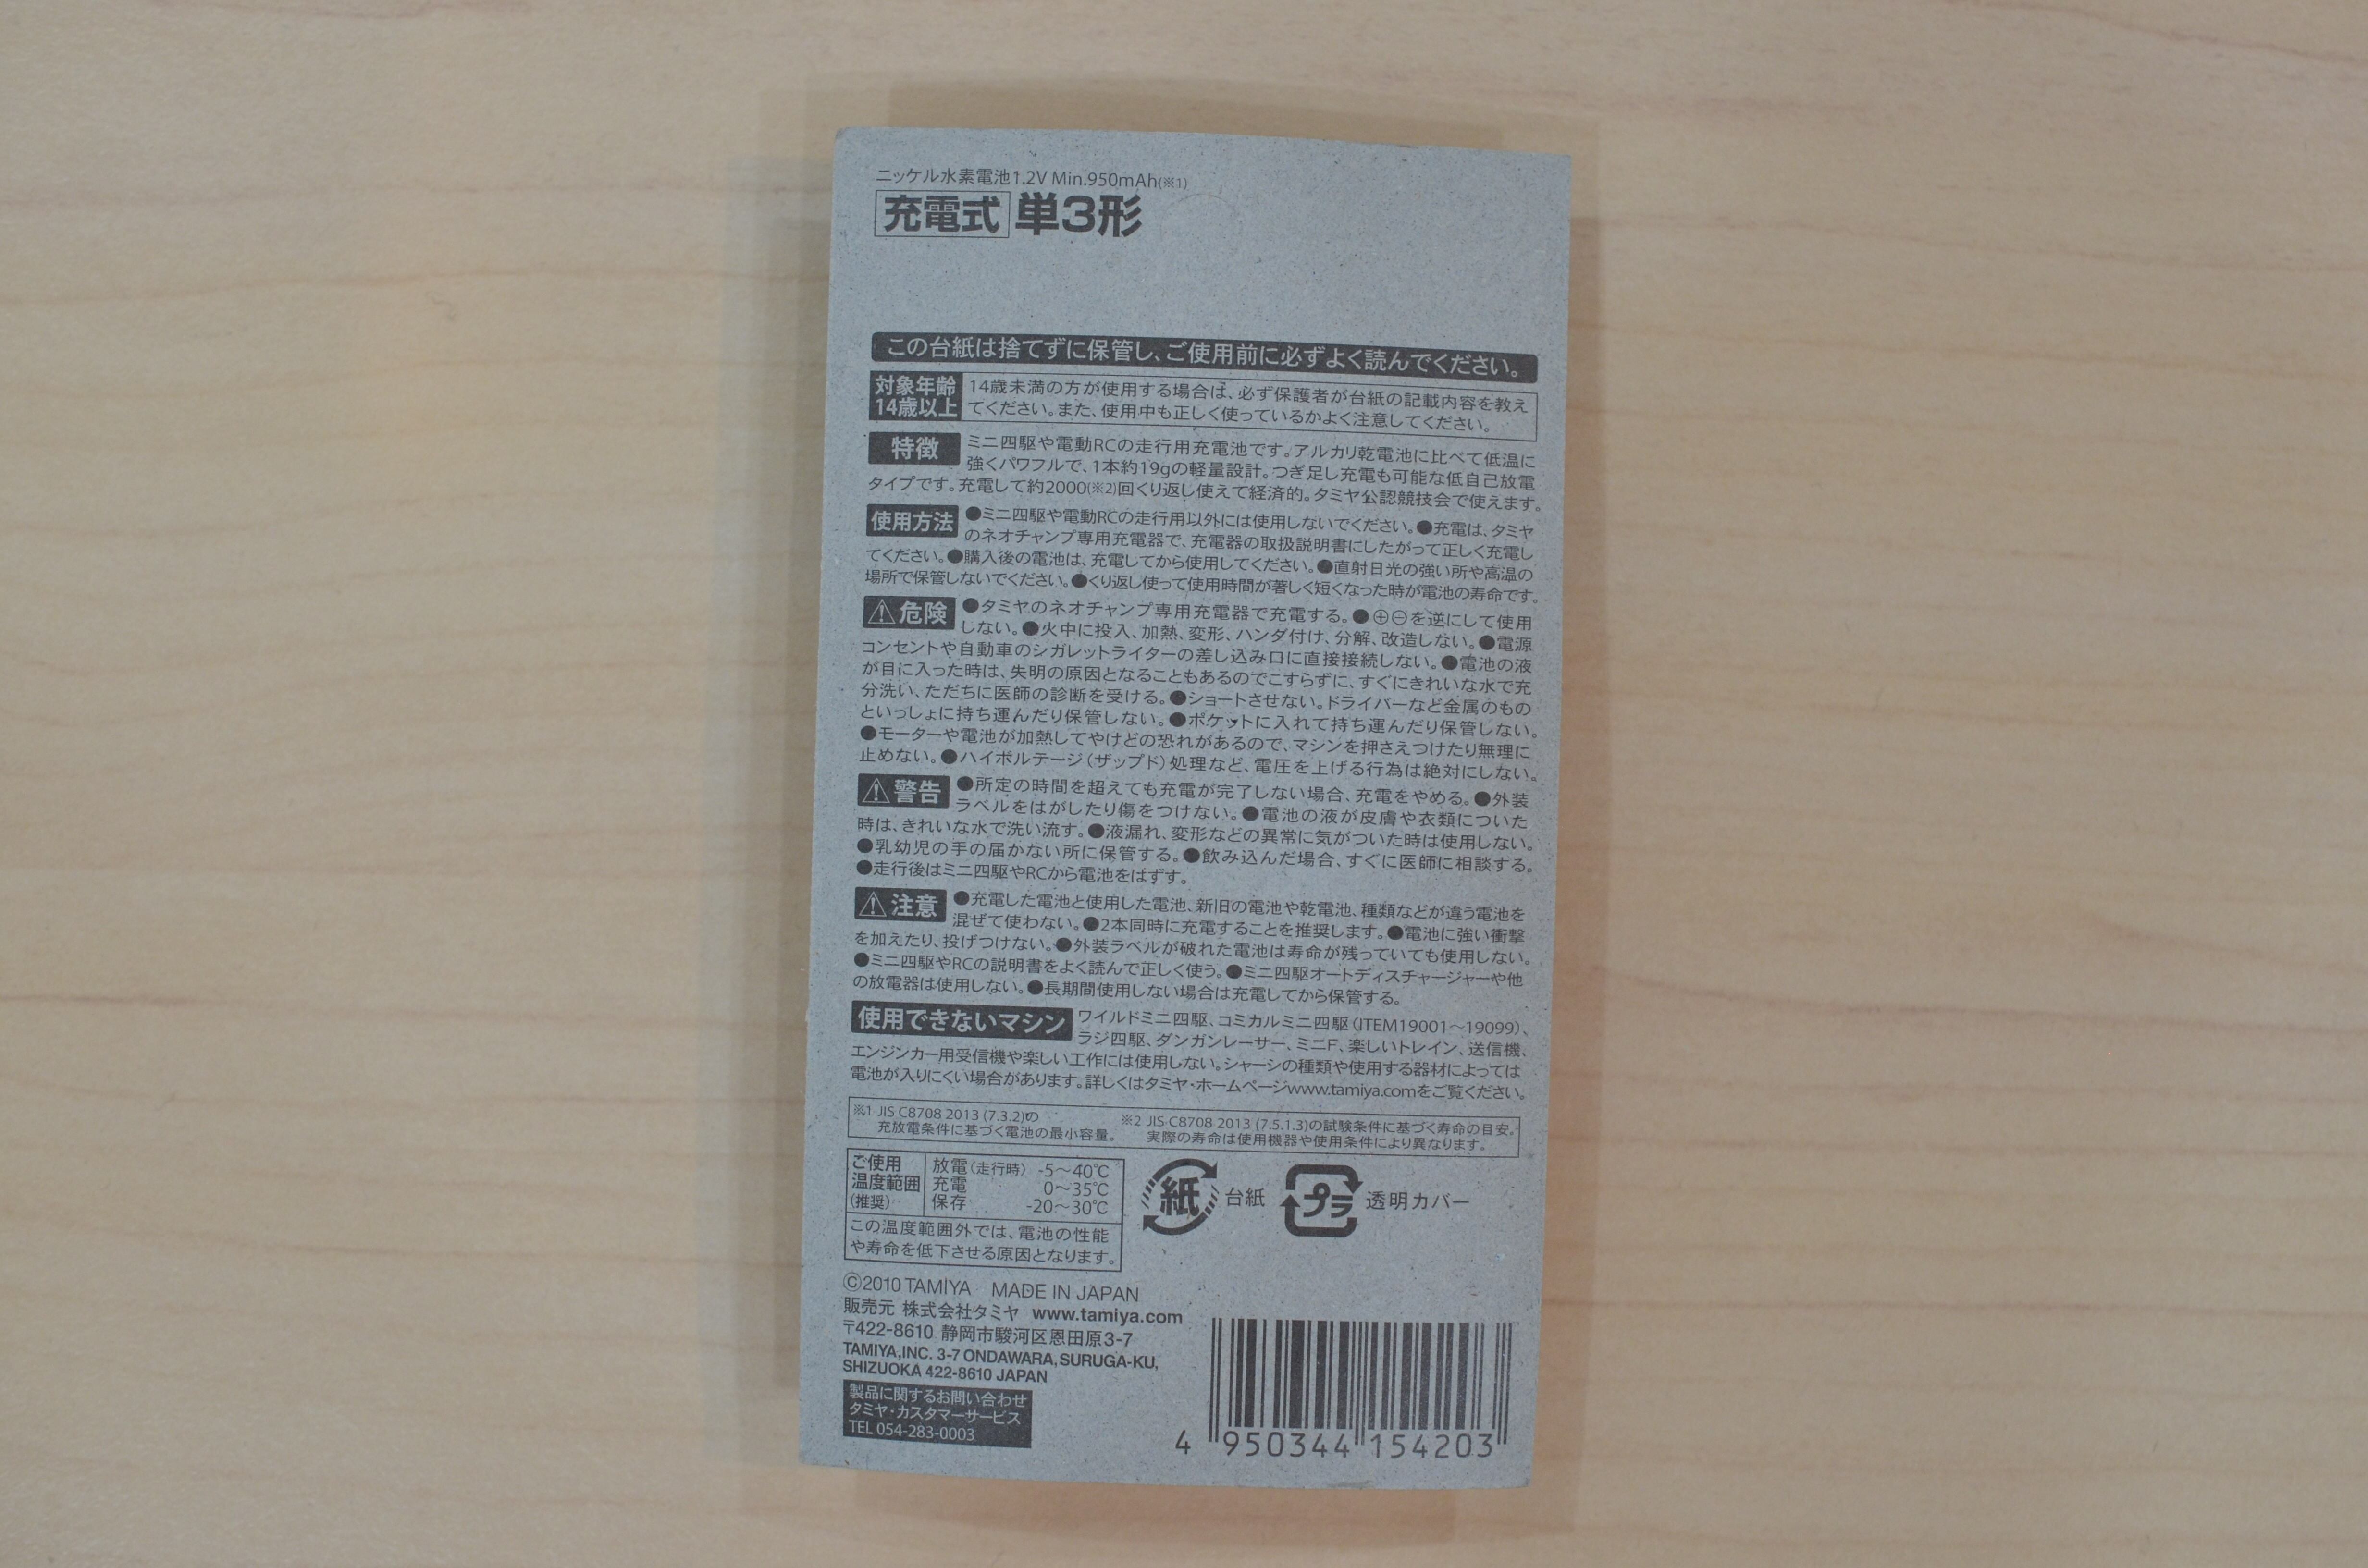 ニッケル水素電池1.2V Min.950mAh(※1)
充電式 単3形
この台紙は捨てずに保管し、ご使用前に必ずよく読んでください。
対象年齢
14歳以上
14歳未満の方が使用する場合は、必ず保護者が台紙の記載内容を教え
てください。また、使用中も正しく使っているかよく注意してください。
特徴 ミニ四駆や電動RCの走行用充電池です。アルカリ乾電池に比べて低温に
強くパワフルで、1本約19gの軽量設計。つぎ足し充電も可能な低自己放電
タイプです。充電して約2000(※2)回くり返し使えて経済的。タミヤ公認競技会で使えます。
使用方法 ●ミニ四駆や電動RCの走行用以外には使用しないでください。●充電は、タミヤ
のネオチャンプ専用充電器で、充電器の取扱説明書にしたがって正しく充電し
てください。●購入後の電池は、充電してから使用してください。●直射日光の強い所や高温の
場所で保管しないでください。●くり返し使って使用時間が著しく短くなった時が電池の寿命です。
⚠危険 ●タミヤのネオチャンプ専用充電器で充電する。●⊕⊖を逆にして使用
しない。●火中に投入、加熱、変形、ハンダ付け、分解、改造しない。●電源
コンセントや自動車のシガレットライターの差し込み口に直接接続しない。●電池の液
が目に入った時は、失明の原因となることもあるのでこすらずに、すぐにきれいな水で充
分洗い、ただちに医師の診断を受ける。●ショートさせない。ドライバーなど金属のもの
といっしょに持ち運んだり保管しない。●ポケットに入れて持ち運んだり保管しない。
●モーターや電池が加熱してやけどの恐れがあるので、マシンを押さえつけたり無理に
止めない。●ハイボルテージ(ザップド)処理など、電圧を上げる行為は絶対にしない。
⚠警告 ●所定の時間を超えても充電が完了しない場合、充電をやめる。●外装
ラベルをはがしたり傷をつけない。●電池の液が皮膚や衣類についた
時は、きれいな水で洗い流す。●液漏れ、変形などの異常に気がついた時は使用しない。
●乳幼児の手の届かない所に保管する。●飲み込んだ場合、すぐに医師に相談する。
●走行後はミニ四駆やRCから電池をはずす。
⚠注意 ●充電した電池と使用した電池、新旧の電池や乾電池、種類などが違う電池を
混ぜて使わない。●2本同時に充電することを推奨します。●電池に強い衝撃
を加えたり、投げつけない。●外装ラベルが破れた電池は寿命が残っていても使用しない。
●ミニ四駆やRCの説明書をよく読んで正しく使う。●ミニ四駆オートディスチャージャーや他
の放電器は使用しない。●長期間使用しない場合は充電してから保管する。
使用できないマシン ワイルドミニ四駆、コミカルミニ四駆(ITEM19001～19099)、
ラジ四駆、ダンガンレーサー、ミニF、楽しいトレイン、送信機、
エンジンカー用受信機や楽しい工作には使用しない。シャーシの種類や使用する器材によっては
電池が入りにくい場合があります。詳しくはタミヤ・ホームページwww.tamiya.comをご覧ください。
※1 JIS C8708 2013 (7.3.2)の
充放電条件に基づく電池の最小容量。
※2 JIS C8708 2013 (7.5.1.3)の試験条件に基づく寿命の目安。
実際の寿命は使用機器や使用条件により異なります。
ご使用
温度範囲
(推奨)
放電(走行時) -5～40℃
充電 0～35℃
保存 -20～30℃
この温度範囲外では、電池の性能
や寿命を低下させる原因となります。
紙 台紙 プラ 透明カバー
©2010 TAMIYA MADE IN JAPAN
販売元 株式会社タミヤ www.tamiya.com
〒422-8610 静岡市駿河区恩田原3-7
TAMIYA,INC. 3-7 ONDAWARA, SURUGA-KU,
SHIZUOKA 422-8610 JAPAN
製品に関するお問い合わせ
タミヤ・カスタマーサービス
TEL 054-283-0003
4 950344 154203